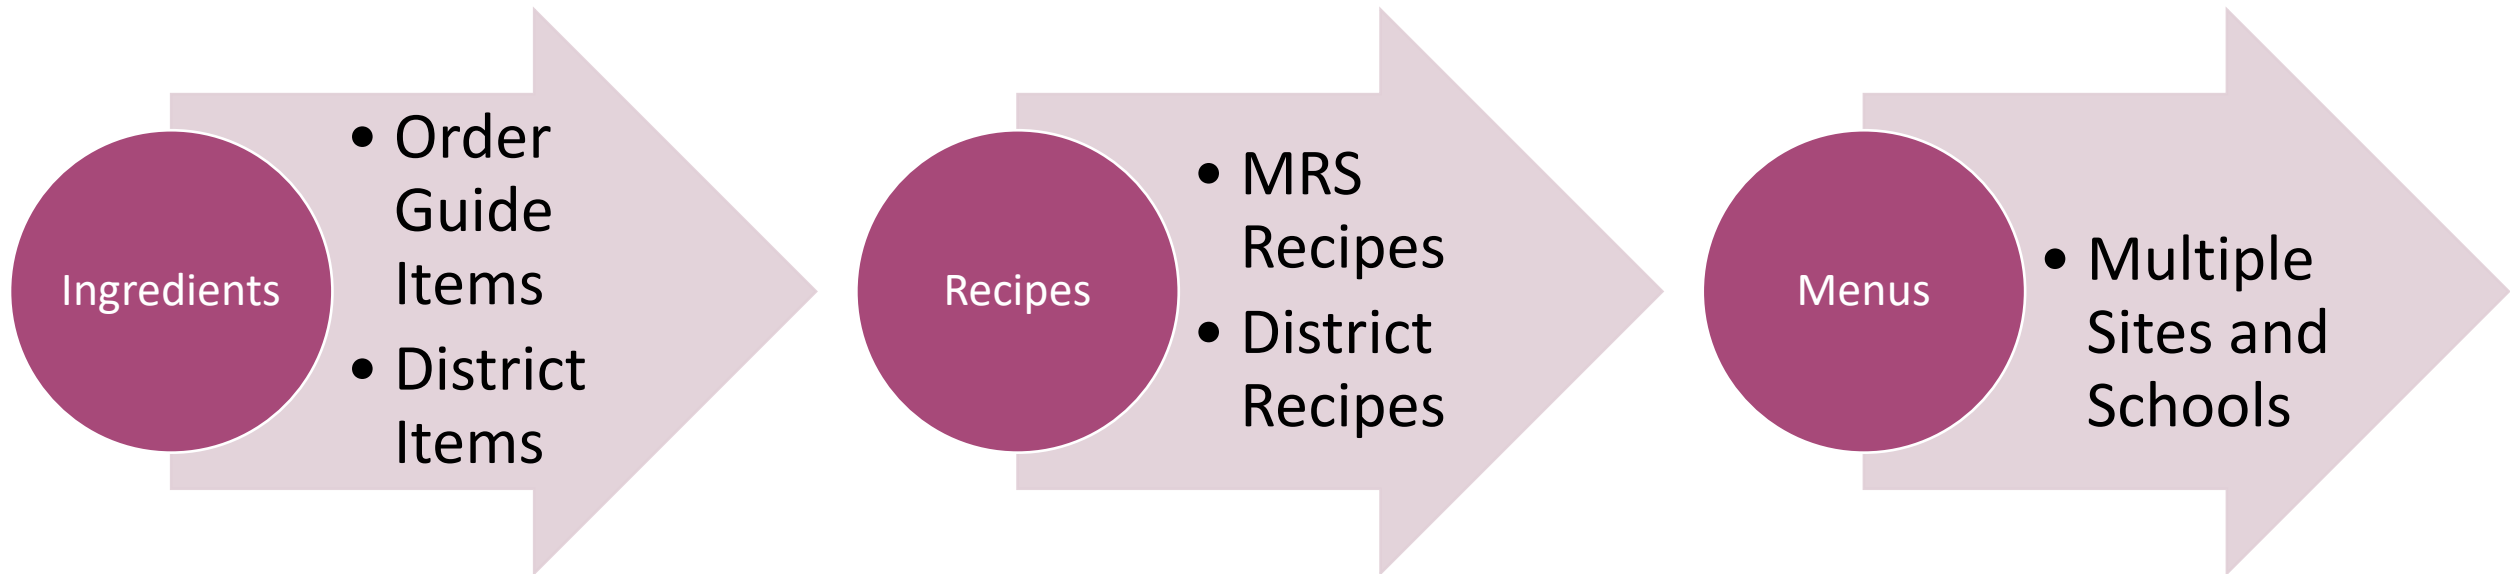 Ingredients
• Order
Guide
Items
• District
Items
Recipes
• MRS
Recipes
• District
Recipes
Menus
• Multiple
Sites and
Schools